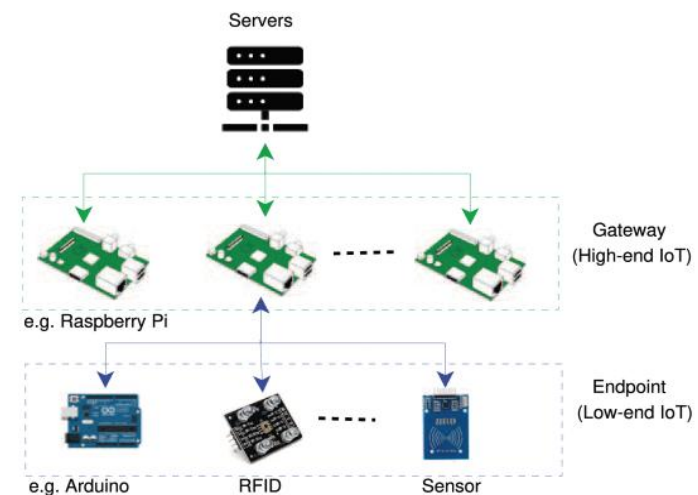 Servers
Gateway
(High-end IoT)
e.g. Raspberry Pi
Endpoint
(Low-end IoT)
e.g. Arduino
RFID
Sensor